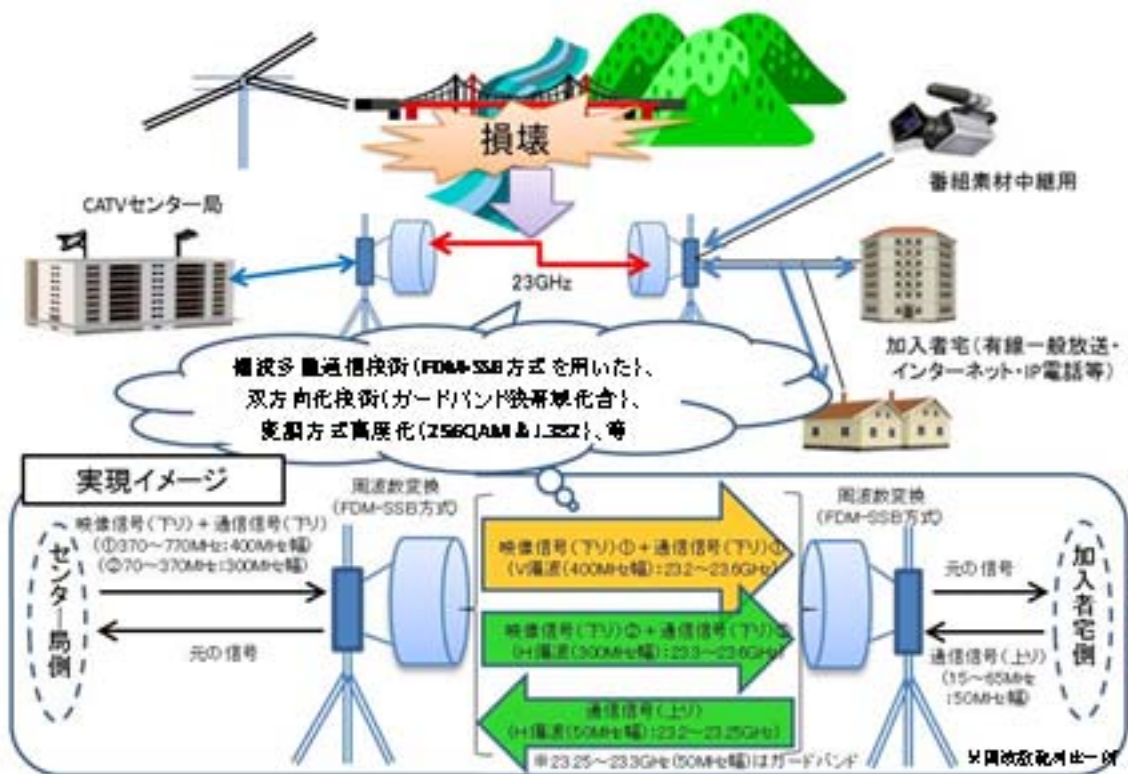 損壊
番組素材中継用
CATVセンター局
23GHz
加入者宅(有線一般放送・
インターネット・IP電話等)
偏波多重通信技術(FDM-SSB方式を用いた)、
双方向化技術(ガードバンド狭帯域化含)、
変調方式高度化(256QAM&J.382)、等
実現イメージ
周波数変換
(FDM-SSB方式)
周波数変換
(FDM-SSB方式)
センター局側
映像信号(下り)+通信信号(下り)
(①370~770MHz:400MHz幅)
(②70~370MHz:300MHz幅)
元の信号
映像信号(下り)①+通信信号(下り)①
(V偏波(400MHz幅):23.2~23.6GHz)
映像信号(下り)②+通信信号(下り)②
(H偏波(300MHz幅):23.3~23.6GHz)
通信信号(上り)
(H偏波(50MHz幅):23.2~23.25GHz)
※23.25~23.3GHz(50MHz幅)はガードバンド
元の信号
通信信号(上り)
(15~65MHz
:50MHz幅)
加入者宅側
※周波数範囲は一例